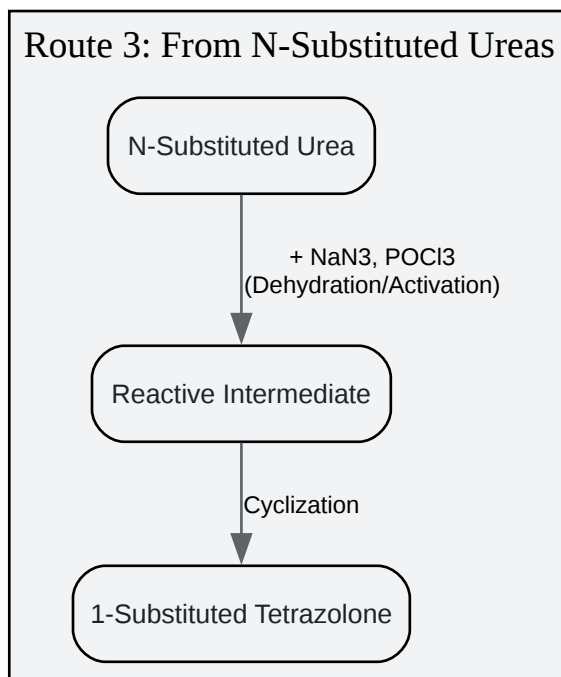 Route 3: From N-Substituted Ureas
N-Substituted Urea
+ NaN3, POCl3
(Dehydration/Activation)
Reactive Intermediate
Cyclization
1-Substituted Tetrazolone